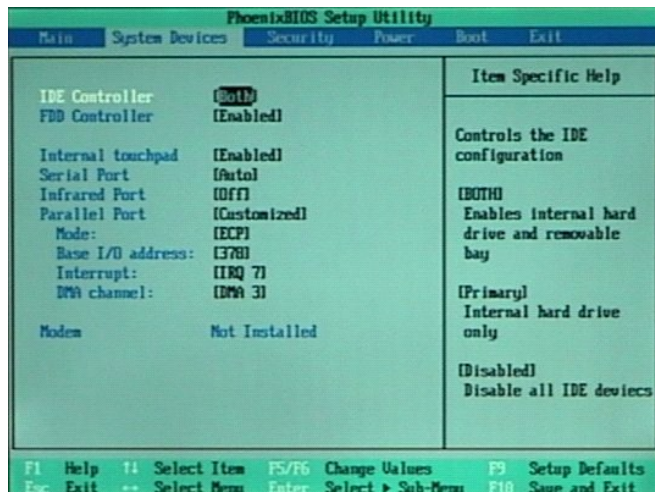 PhoenixBIOS Setup Utility
Main System Devices Security Power Boot Exit
IDE Controller [Both]
FDD Controller [Enabled]
Internal touchpad [Enabled]
Serial Port [Auto]
Infrared Port [Off]
Parallel Port [Customized]
Mode: [ECP]
Base I/O address: [378]
Interrupt: [IRQ 7]
DMA channel: [DMA 3]
Modem Not Installed
Item Specific Help
Controls the IDE
configuration
[BOTH]
Enables internal hard
drive and removable
bay
[Primary]
Internal hard drive
only
[Disabled]
Disable all IDE deviecs
F1 Help ↑↓ Select Item F5/F6 Change Values F9 Setup Defaults
Esc Exit ↔ Select Menu Enter Select ▸ Sub-Menu F10 Save and Exit